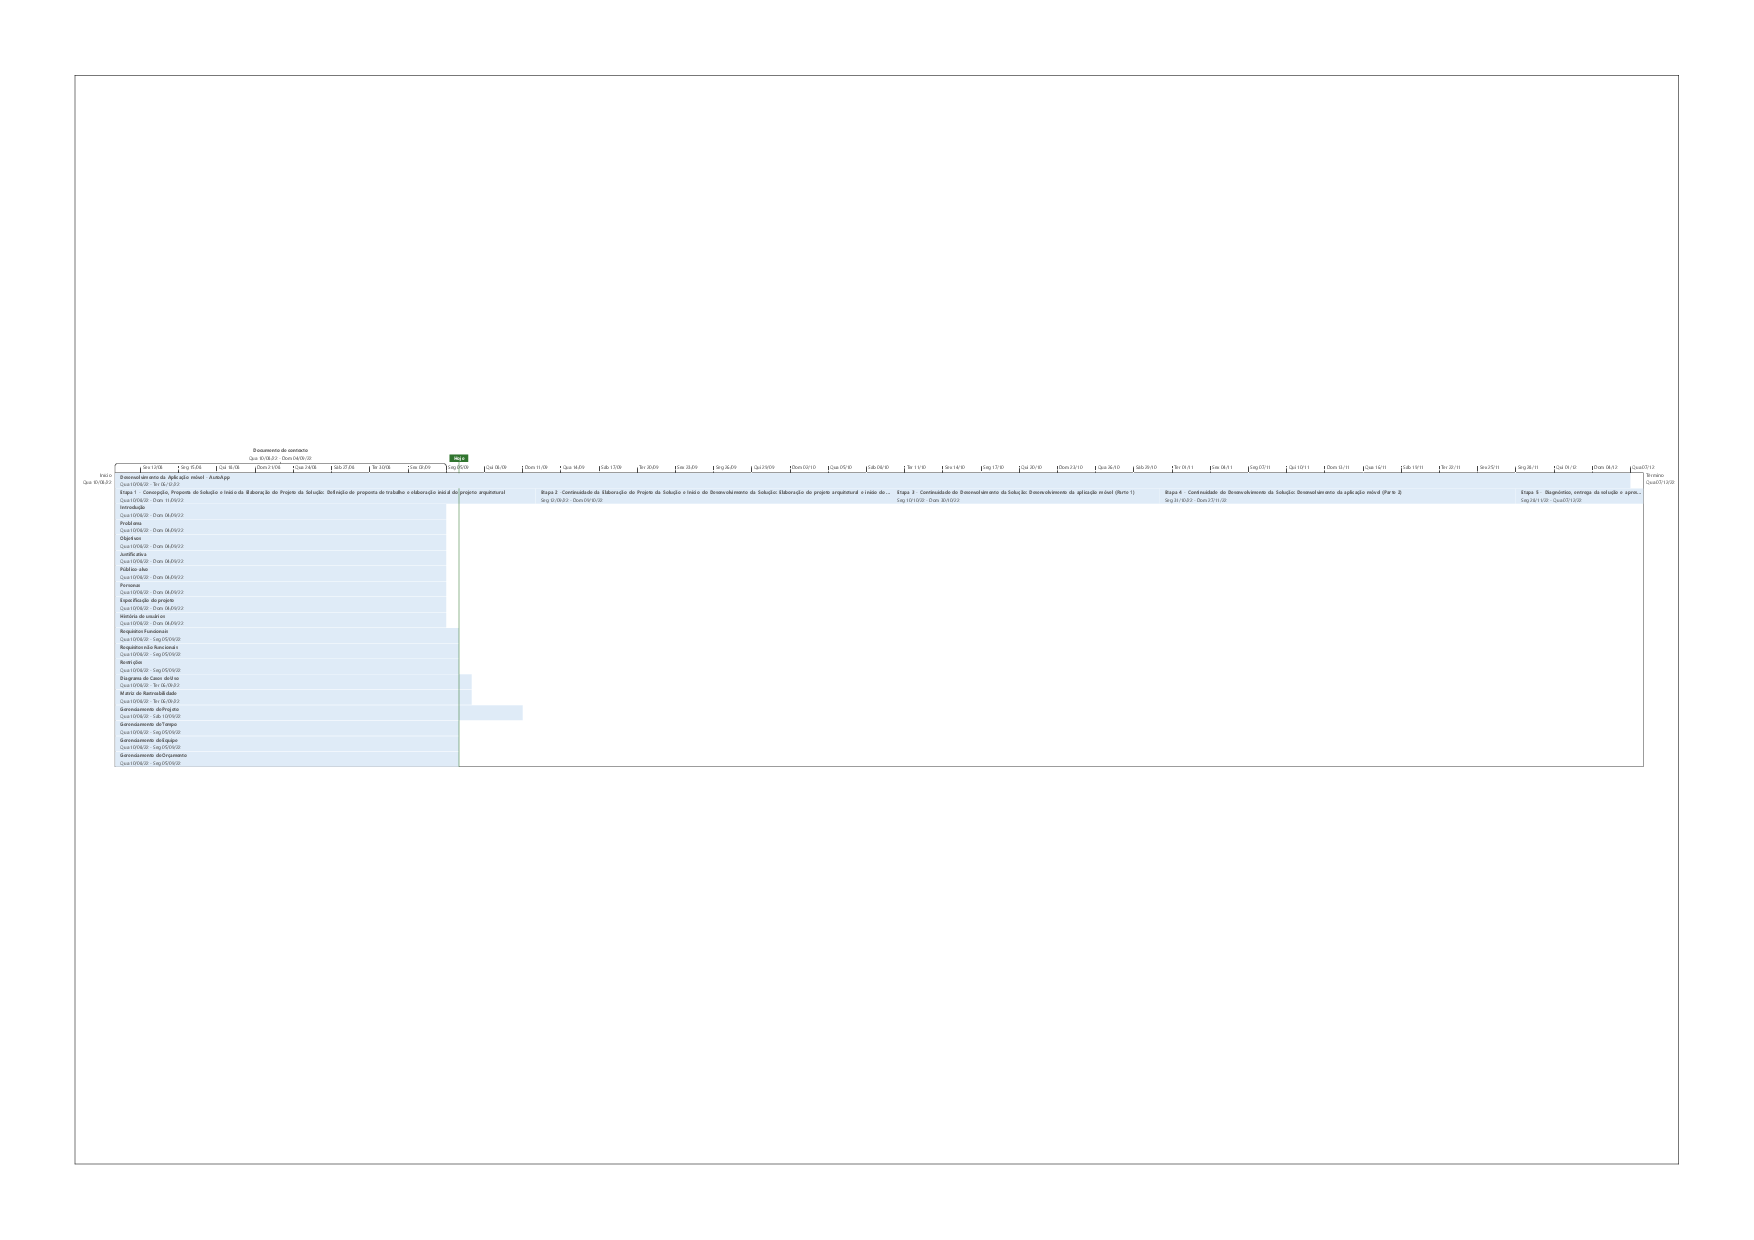 Documento de contexto
Qua 10/08/22 - Dom 04/09/22
Hoje
Sex 12/08 Seg 15/08 Qui 18/08 Dom 21/08 Qua 24/08 Sáb 27/08 Ter 30/08 Sex 02/09 Seg 05/09 Qui 08/09 Dom 11/09 Qua 14/09 Sáb 17/09 Ter 20/09 Sex 23/09 Seg 26/09 Qui 29/09 Dom 02/10 Qua 05/10 Sáb 08/10 Ter 11/10 Sex 14/10 Seg 17/10 Qui 20/10 Dom 23/10 Qua 26/10 Sáb 29/10 Ter 01/11 Sex 04/11 Seg 07/11 Qui 10/11 Dom 13/11 Qua 16/11 Sáb 19/11 Ter 22/11 Sex 25/11 Seg 28/11 Qui 01/12 Dom 04/12 Qua 07/12
Início
Qua 10/08/22
Término
Qua 07/12/22
Desenvolvimento da Aplicação móvel - AutoApp
Qua 10/08/22 - Ter 06/12/22
Etapa 1 - Concepção, Proposta da Solução e Início da Elaboração do Projeto da Solução: Definição de proposta de trabalho e elaboração inicial do projeto arquitetural
Qua 10/08/22 - Dom 11/09/22
Etapa 2 - Continuidade da Elaboração do Projeto da Solução e Início do Desenvolvimento da Solução: Elaboração do projeto arquitetural e início do ...
Seg 12/09/22 - Dom 09/10/22
Etapa 3 - Continuidade do Desenvolvimento da Solução: Desenvolvimento da aplicação móvel (Parte 1)
Seg 10/10/22 - Dom 30/10/22
Etapa 4 - Continuidade do Desenvolvimento da Solução: Desenvolvimento da aplicação móvel (Parte 2)
Seg 31/10/22 - Dom 27/11/22
Etapa 5 - Diagnóstico, entrega da solução e apres...
Seg 28/11/22 - Qua 07/12/22
Introdução
Qua 10/08/22 - Dom 04/09/22
Problema
Qua 10/08/22 - Dom 04/09/22
Objetivos
Qua 10/08/22 - Dom 04/09/22
Justificativa
Qua 10/08/22 - Dom 04/09/22
Público alvo
Qua 10/08/22 - Dom 04/09/22
Personas
Qua 10/08/22 - Dom 04/09/22
Especificação do projeto
Qua 10/08/22 - Dom 04/09/22
História de usuários
Qua 10/08/22 - Dom 04/09/22
Requisitos Funcionais
Qua 10/08/22 - Seg 05/09/22
Requisitos não Funcionais
Qua 10/08/22 - Seg 05/09/22
Restrições
Qua 10/08/22 - Seg 05/09/22
Diagrama de Casos de Uso
Qua 10/08/22 - Ter 06/09/22
Matriz de Rastreabilidade
Qua 10/08/22 - Ter 06/09/22
Gerenciamento de Projeto
Qua 10/08/22 - Sáb 10/09/22
Gerenciamento de Tempo
Qua 10/08/22 - Seg 05/09/22
Gerenciamento de Equipe
Qua 10/08/22 - Seg 05/09/22
Gerenciamento de Orçamento
Qua 10/08/22 - Seg 05/09/22